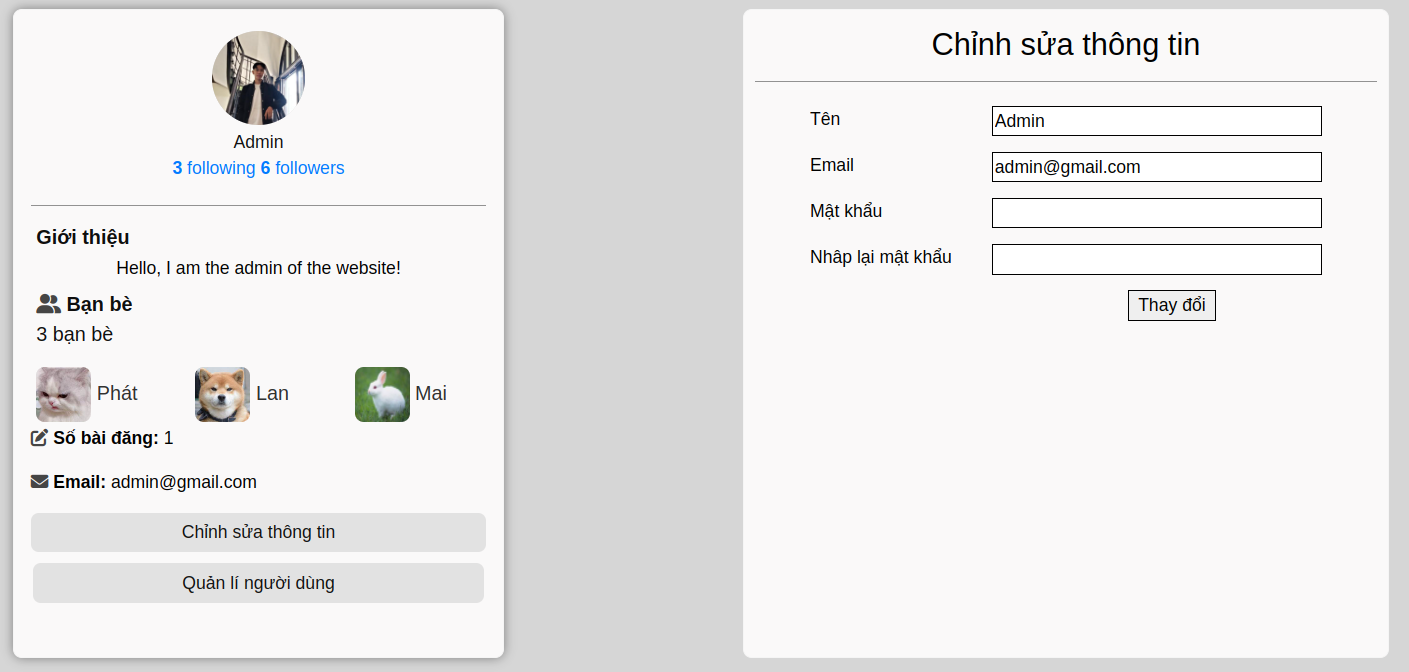 Admin
3 following 6 followers
Giới thiệu
Hello, I am the admin of the website!
Bạn bè
3 bạn bè
Phát
Lan
Mai
Số bài đăng: 1
Email: admin@gmail.com
Chỉnh sửa thông tin
Quản lí người dùng
Chỉnh sửa thông tin
Tên
Admin
Email
admin@gmail.com
Mật khẩu
Nhâp lại mật khẩu
Thay đổi